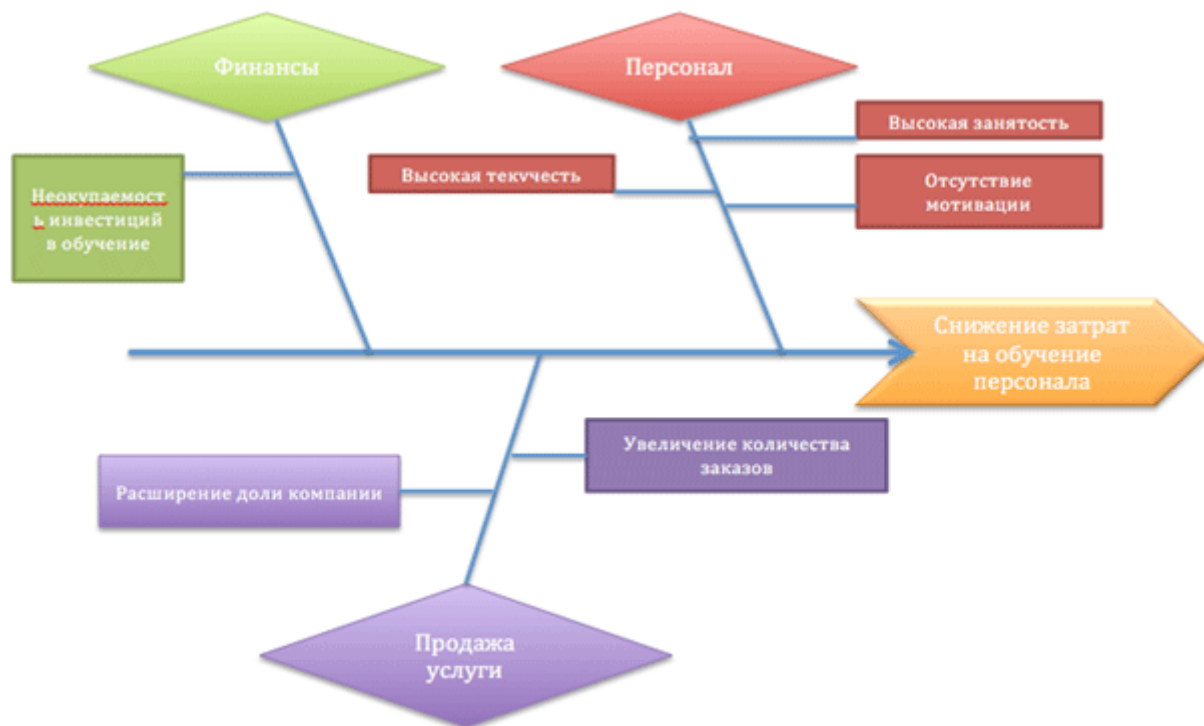 Финансы
Персонал
Высокая занятость
Высокая текучесть
Отсутствие
мотивации
Неокупаемост
ь инвестиций
в обучение
Снижение затрат
на обучение
персонала
Увеличение количества
заказов
Расширение доли компании
Продажа
услуги